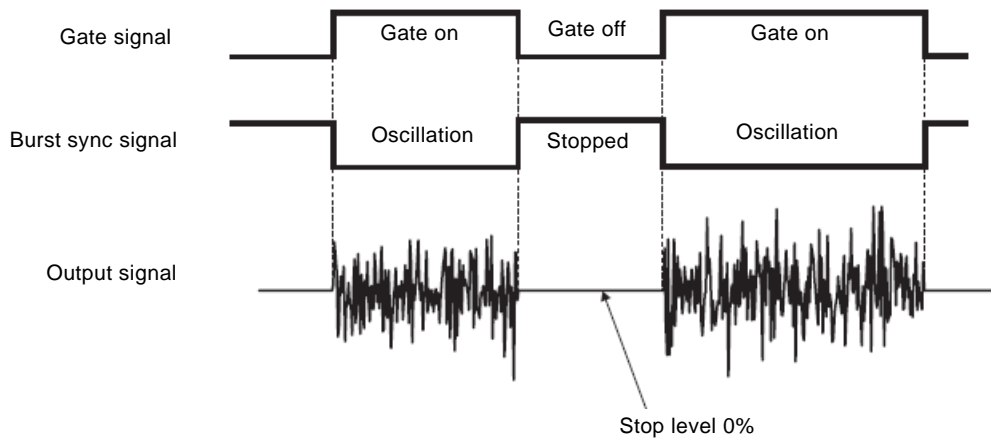 Gate signal
Gate on
Gate off
Gate on
Burst sync signal
Oscillation
Stopped
Oscillation
Output signal
Stop level 0%